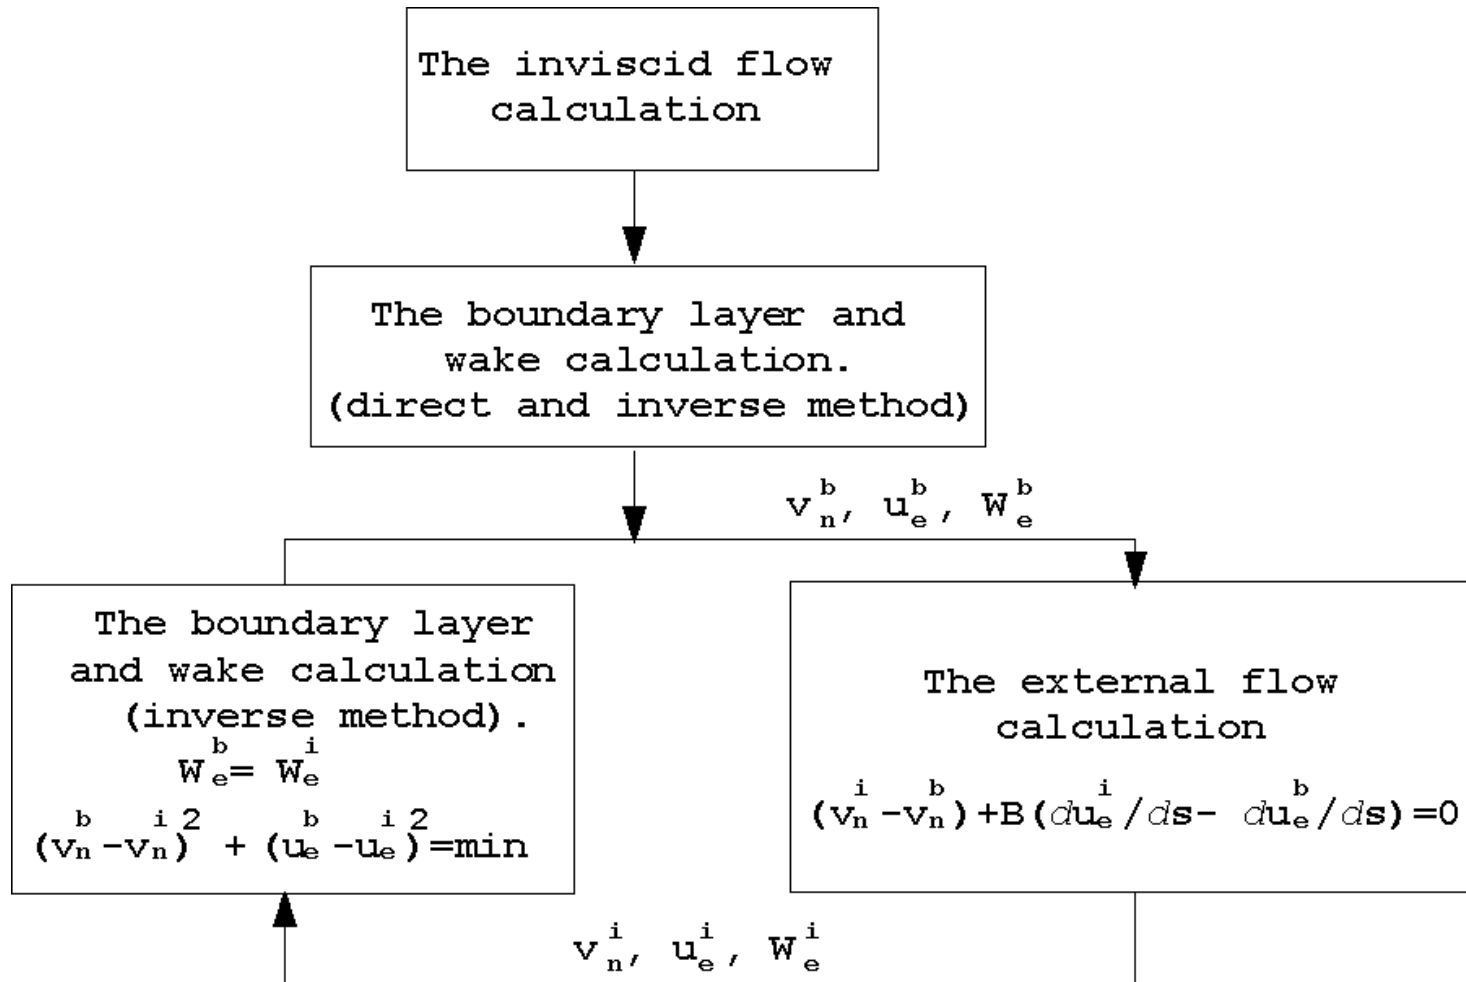 The inviscid flow
calculation
The boundary layer and
wake calculation.
(direct and inverse method)
v_n^b, u_e^b, W_e^b
The boundary layer
and wake calculation
(inverse method).
W_e^b= W_e^i
(v_n^b-v_n^i)^2 + (u_e^b-u_e^i)^2=min
The external flow
calculation
(v_n^i-v_n^b)+B(du_e^i/ds- du_e^b/ds)=0
v_n^i, u_e^i, W_e^i